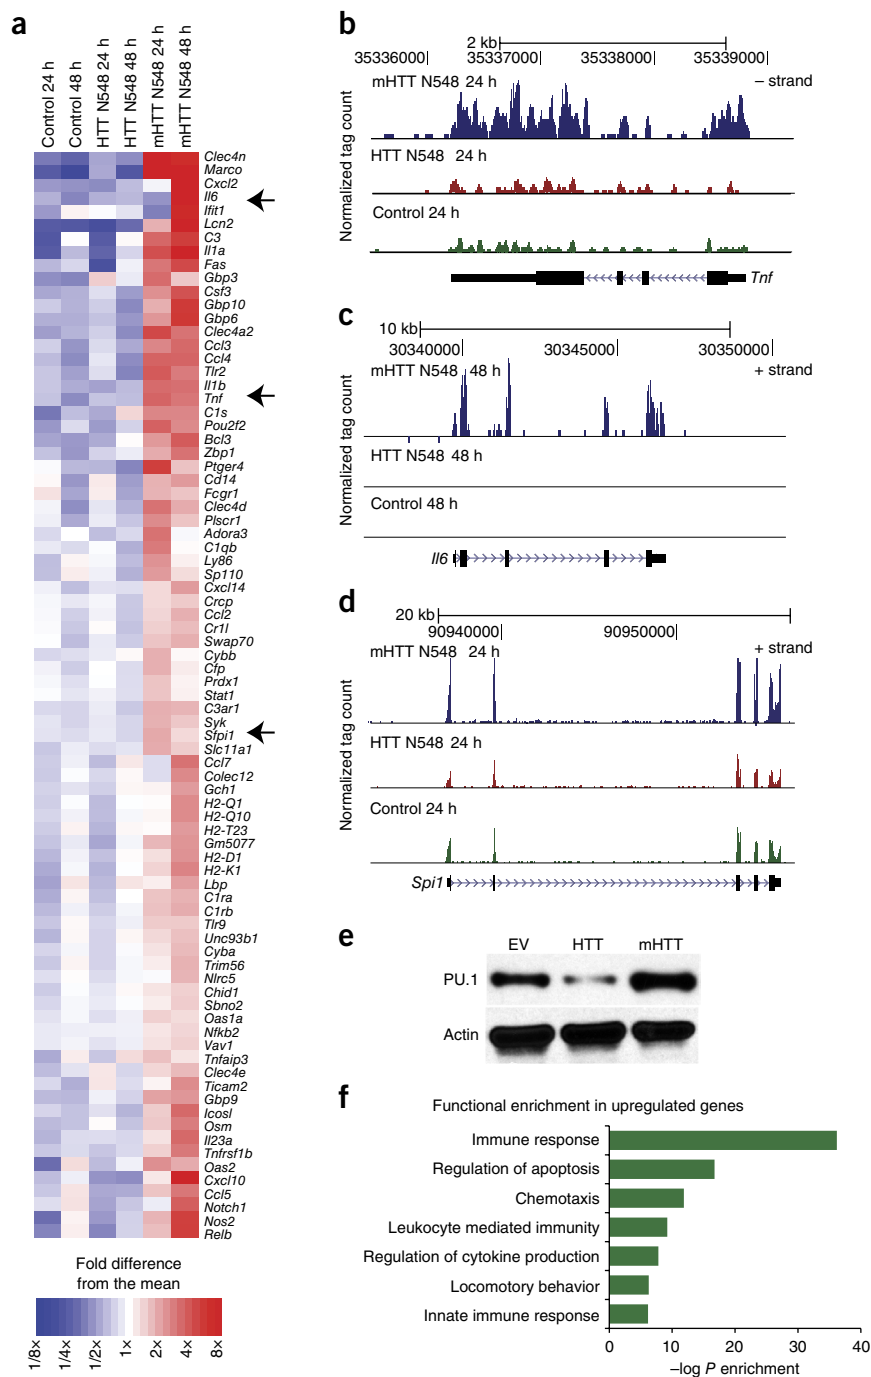 a
Control 24 h
Control 48 h
HTT N548 24 h
HTT N548 48 h
mHTT N548 24 h
mHTT N548 48 h
Clec4n
Marco
Cxcl2
Il6
Ifit1
Lcn2
C3
Il1a
Fas
Gbp3
Csf3
Gbp10
Gbp6
Clec4a2
Ccl3
Ccl4
Tlr2
Il1b
Tnf
C1s
Pou2f2
Bcl3
Zbp1
Ptger4
Cd14
Fcgr1
Clec4d
Plscr1
Adora3
C1qb
Ly86
Sp110
Cxcl14
Crcp
Ccl2
Cr1l
Swap70
Cybb
Cfp
Prdx1
Stat1
C3ar1
Syk
Sfpi1
Slc11a1
Ccl7
Colec12
Gch1
H2-Q1
H2-Q10
H2-T23
Gm5077
H2-D1
H2-K1
Lbp
C1ra
C1rb
Tlr9
Unc93b1
Cyba
Trim56
Nlrc5
Chid1
Sbno2
Oas1a
Nfkb2
Vav1
Tnfaip3
Clec4e
Ticam2
Gbp9
Icosl
Osm
Il23a
Tnfrsf1b
Oas2
Cxcl10
Ccl5
Notch1
Nos2
Relb
Fold difference
from the mean
1/8×
1/4×
1/2×
1×
2×
4×
8×
b
2 kb
35336000
35337000
35338000
35339000
mHTT N548 24 h
– strand
HTT N548 24 h
Control 24 h
Normalized tag count
Tnf
c
10 kb
30340000
30345000
30350000
mHTT N548 48 h
+ strand
HTT N548 48 h
Control 48 h
Normalized tag count
Il6
d
20 kb
90940000
90950000
mHTT N548 24 h
+ strand
HTT N548 24 h
Control 24 h
Normalized tag count
Spi1
e
EV HTT mHTT
PU.1
Actin
f
Functional enrichment in upregulated genes
Immune response
Regulation of apoptosis
Chemotaxis
Leukocyte mediated immunity
Regulation of cytokine production
Locomotory behavior
Innate immune response
0 10 20 30 40
–log P enrichment